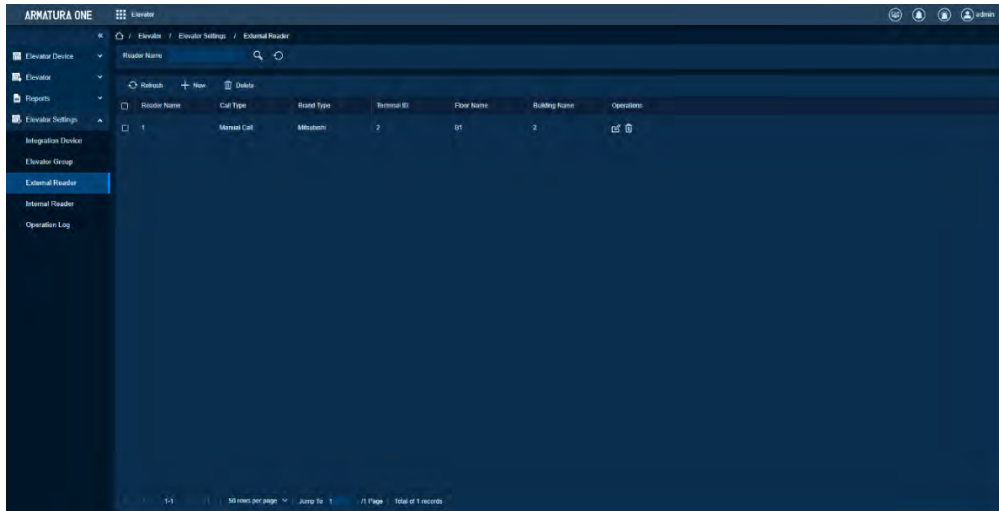 ARMATURA ONE
Elevator
admin
Elevator Device
Elevator
Reports
Elevator Settings
Integration Device
Elevator Group
External Reader
Internal Reader
Operation Log
/ Elevator / Elevator Settings / External Reader
Reader Name
Refresh New Delete
Reader Name Call Type Brand Type Terminal ID Floor Name Building Name Operations
1 Manual Call Mitsubishi 2 B1 2
1-1 50 rows per page Jump To 1 /1 Page Total of 1 records